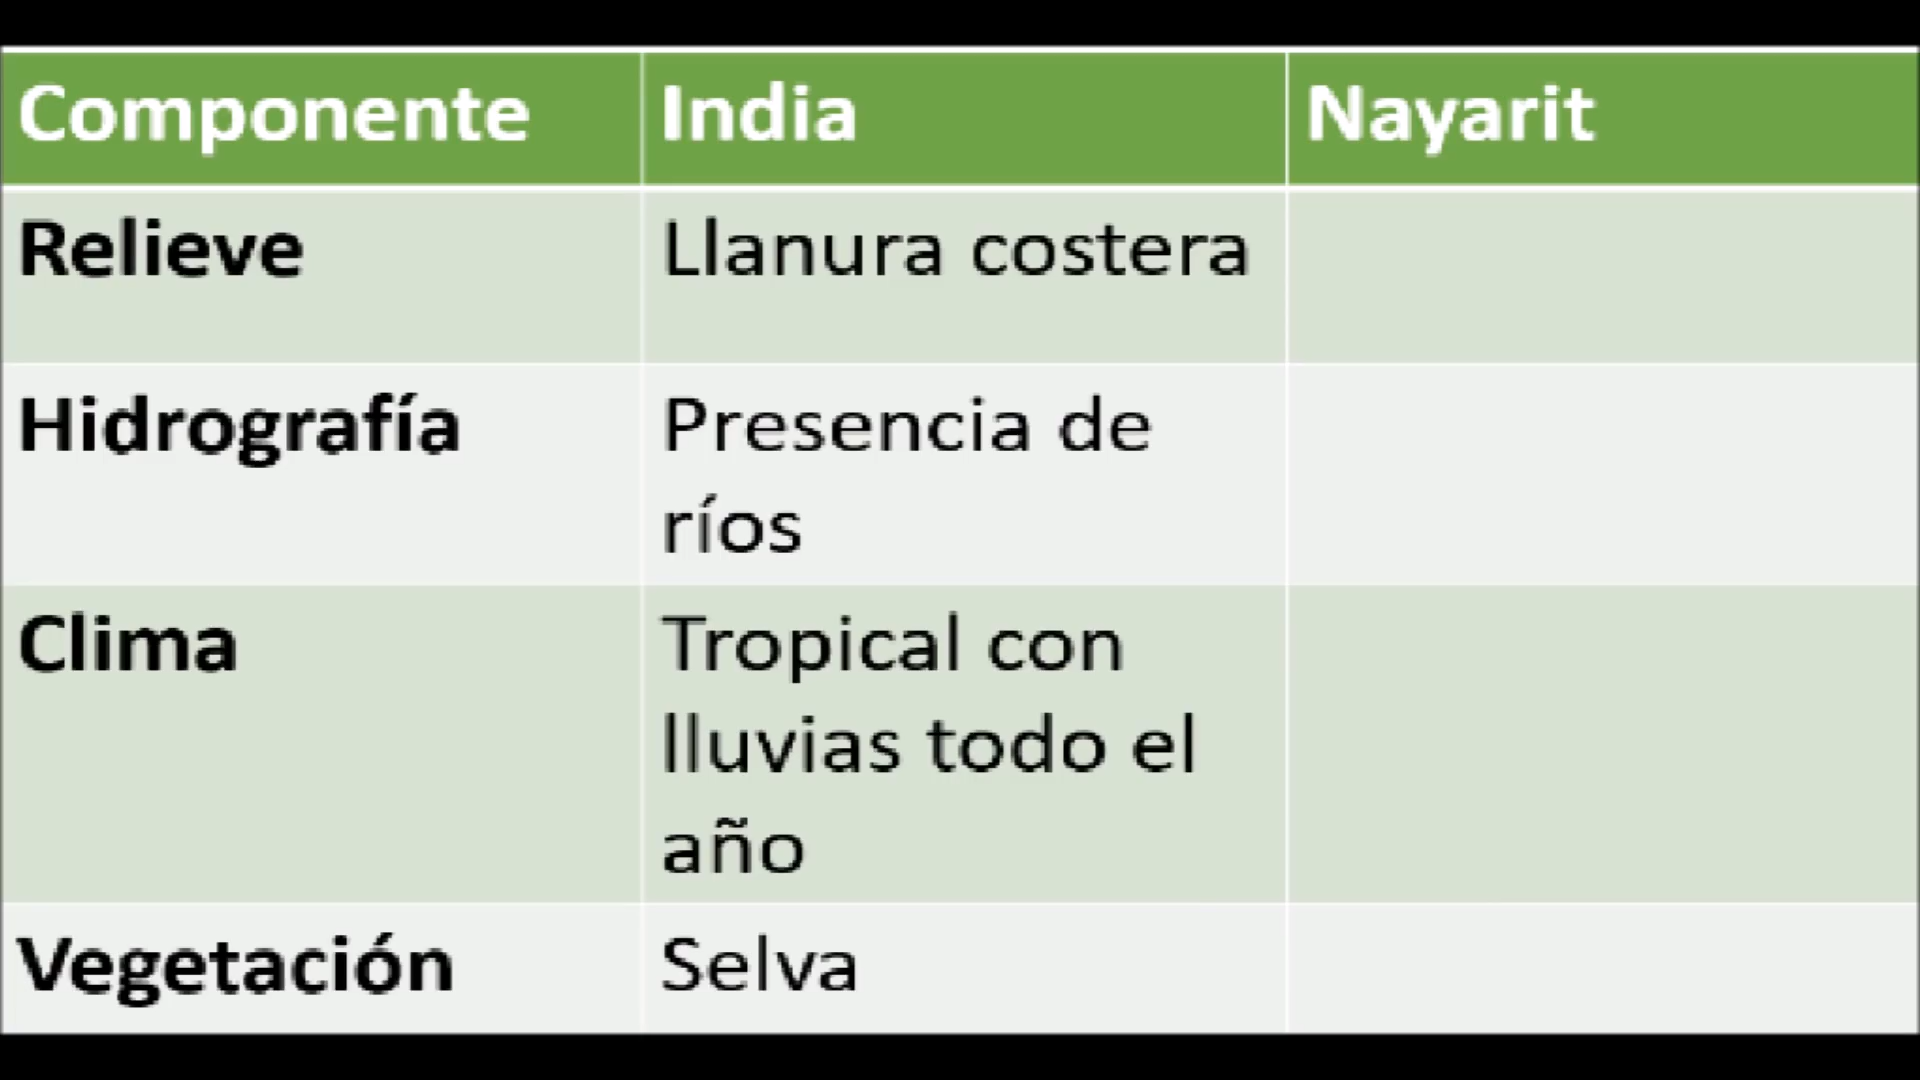 Componente India Nayarit
Relieve Llanura costera
Hidrografía Presencia de
ríos
Clima Tropical con
lluvias todo el
año
Vegetación Selva